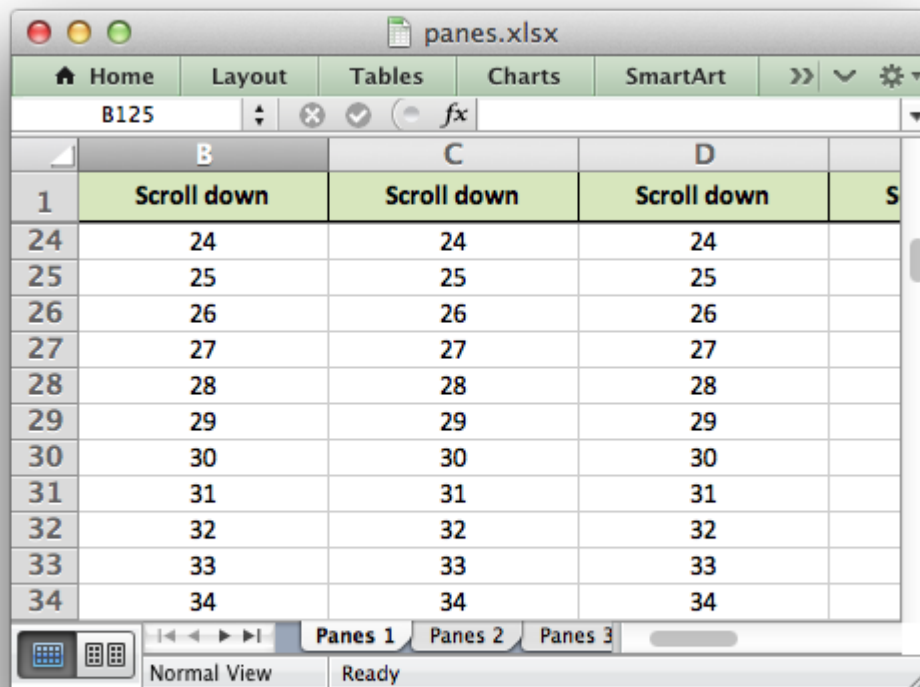 panes.xlsx
Home Layout Tables Charts SmartArt
B125 fx
B C D
1 Scroll down Scroll down Scroll down S
24 24 24 24
25 25 25 25
26 26 26 26
27 27 27 27
28 28 28 28
29 29 29 29
30 30 30 30
31 31 31 31
32 32 32 32
33 33 33 33
34 34 34 34
Panes 1 Panes 2 Panes 3
Normal View Ready